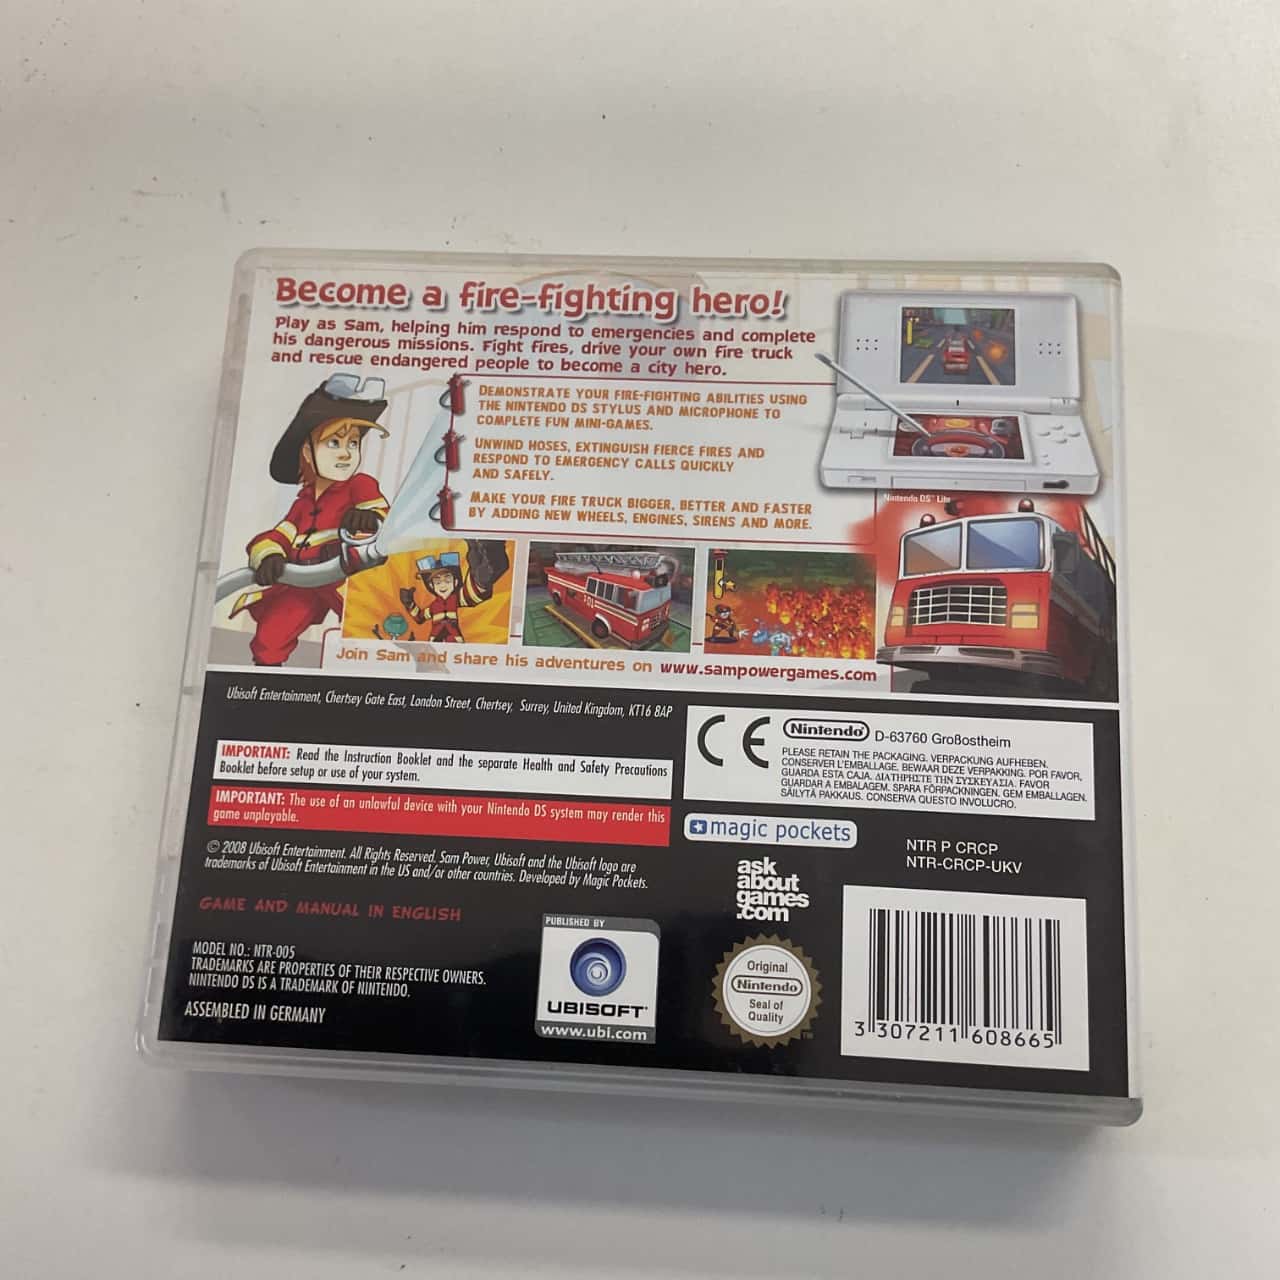 Become a fire-fighting hero!
Play as Sam, helping him respond to emergencies and complete
his dangerous missions. Fight fires, drive your own fire truck
and rescue endangered people to become a city hero.
DEMONSTRATE YOUR FIRE-FIGHTING ABILITIES USING
THE NINTENDO DS STYLUS AND MICROPHONE TO
COMPLETE FUN MINI-GAMES.
UNWIND HOSES, EXTINGUISH FIERCE FIRES AND
RESPOND TO EMERGENCY CALLS QUICKLY
AND SAFELY.
MAKE YOUR FIRE TRUCK BIGGER, BETTER AND FASTER
BY ADDING NEW WHEELS, ENGINES, SIRENS AND MORE.
Nintendo DS™ Lite
Join Sam and share his adventures on www.sampowergames.com
Ubisoft Entertainment, Chertsey Gate East, London Street, Chertsey, Surrey, United Kingdom, KT16 8AP
IMPORTANT: Read the Instruction Booklet and the separate Health and Safety Precautions
Booklet before setup or use of your system.
IMPORTANT: The use of an unlawful device with your Nintendo DS system may render this
game unplayable.
© 2008 Ubisoft Entertainment. All Rights Reserved. Sam Power, Ubisoft and the Ubisoft logo are
trademarks of Ubisoft Entertainment in the US and/or other countries. Developed by Magic Pockets.
GAME AND MANUAL IN ENGLISH
MODEL NO.: NTR-005
TRADEMARKS ARE PROPERTIES OF THEIR RESPECTIVE OWNERS.
NINTENDO DS IS A TRADEMARK OF NINTENDO.
ASSEMBLED IN GERMANY
PUBLISHED BY
UBISOFT
www.ubi.com
CE
Nintendo D-63760 Großostheim
PLEASE RETAIN THE PACKAGING. VERPACKUNG AUFHEBEN.
CONSERVER L'EMBALLAGE. BEWAAR DEZE VERPAKKING. POR FAVOR,
GUARDA ESTA CAJA. ΔΙΑΤΗΡΗΣΤΕ ΤΗΝ ΣΥΣΚΕΥΑΣΙΑ. FAVOR
GUARDAR A EMBALAGEM. SPARA FÖRPACKNINGEN. GEM EMBALLAGEN.
SÄILYTÄ PAKKAUS. CONSERVA QUESTO INVOLUCRO.
magic pockets
NTR P CRCP
NTR-CRCP-UKV
ask
about
games
.com
Original
Nintendo
Seal of
Quality
TM
3 307211 608665